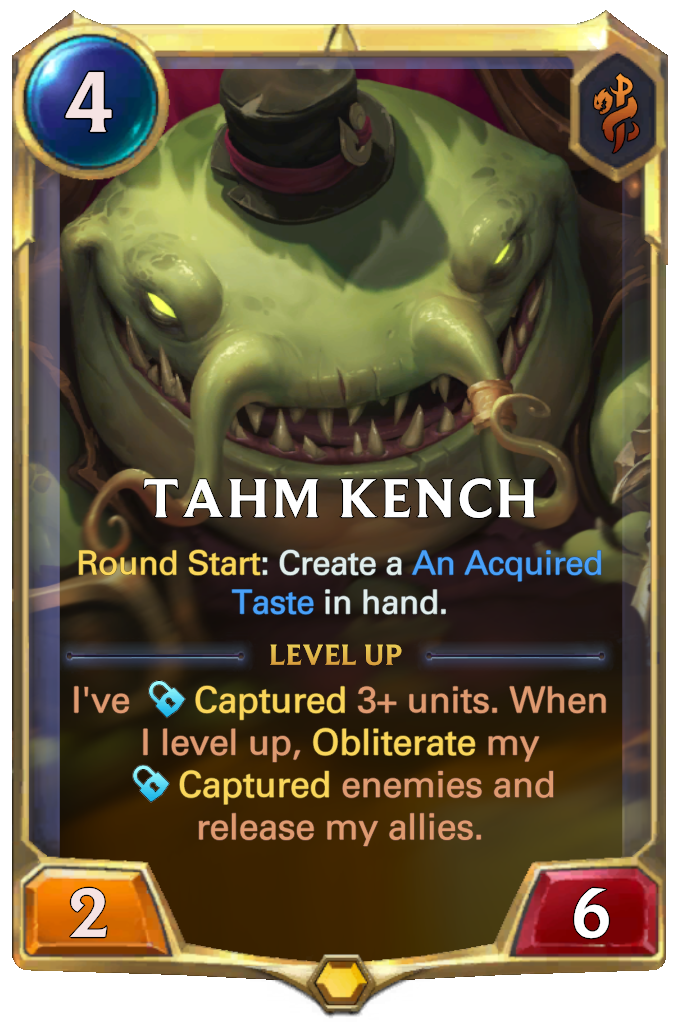 4
TAHM KENCH
Round Start: Create a An Acquired
Taste in hand.
LEVEL UP
I've Captured 3+ units. When
I level up, Obliterate my
Captured enemies and
release my allies.
2
6